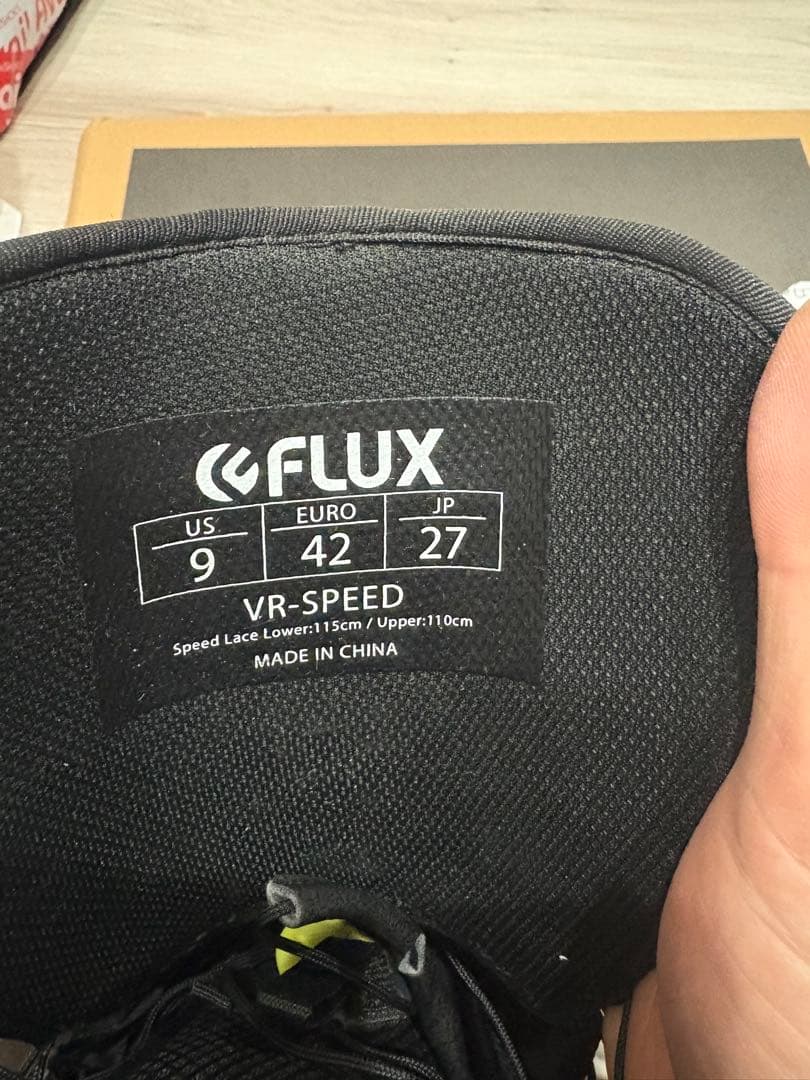 FLUX
US EURO JP
9 42 27
VR-SPEED
Speed Lace Lower:115cm / Upper:110cm
MADE IN CHINA